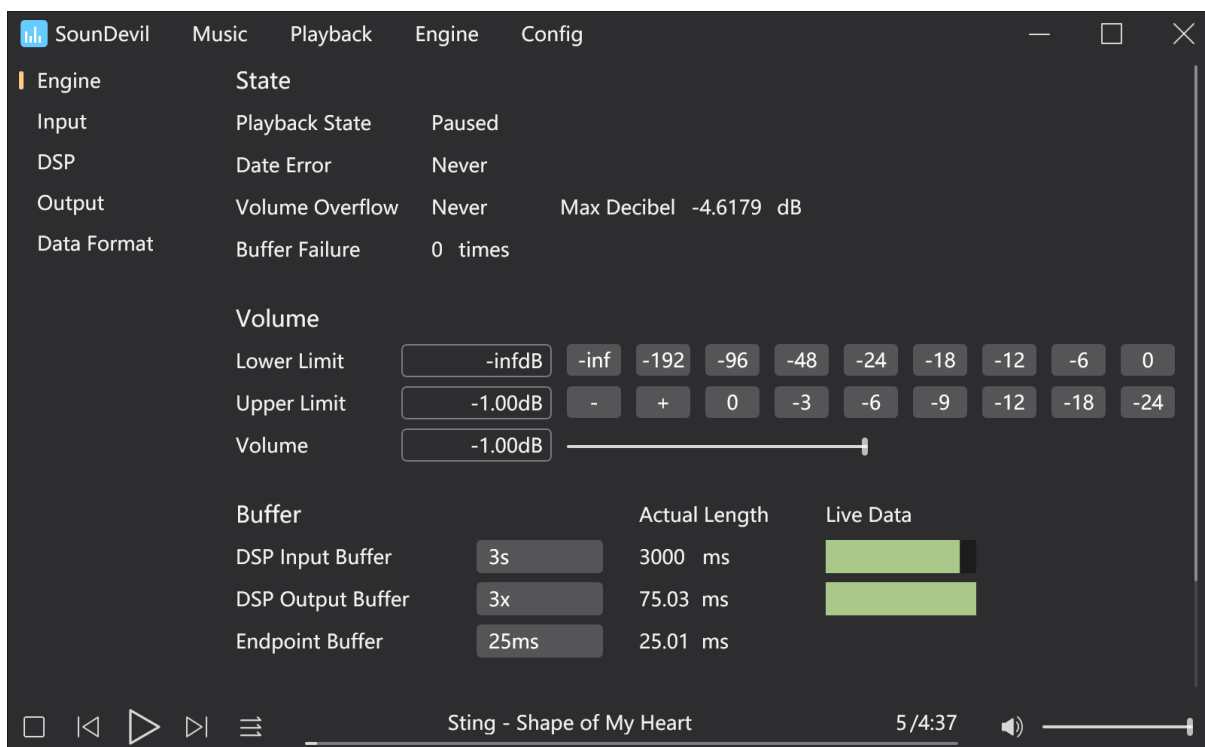 SounDevil Music Playback Engine Config
Engine
Input
DSP
Output
Data Format
State
Playback State Paused
Date Error Never
Volume Overflow Never Max Decibel -4.6179 dB
Buffer Failure 0 times
Volume
Lower Limit -infdB -inf -192 -96 -48 -24 -18 -12 -6 0
Upper Limit -1.00dB - + 0 -3 -6 -9 -12 -18 -24
Volume -1.00dB
Buffer Actual Length Live Data
DSP Input Buffer 3s 3000 ms
DSP Output Buffer 3x 75.03 ms
Endpoint Buffer 25ms 25.01 ms
Sting - Shape of My Heart 5/4:37